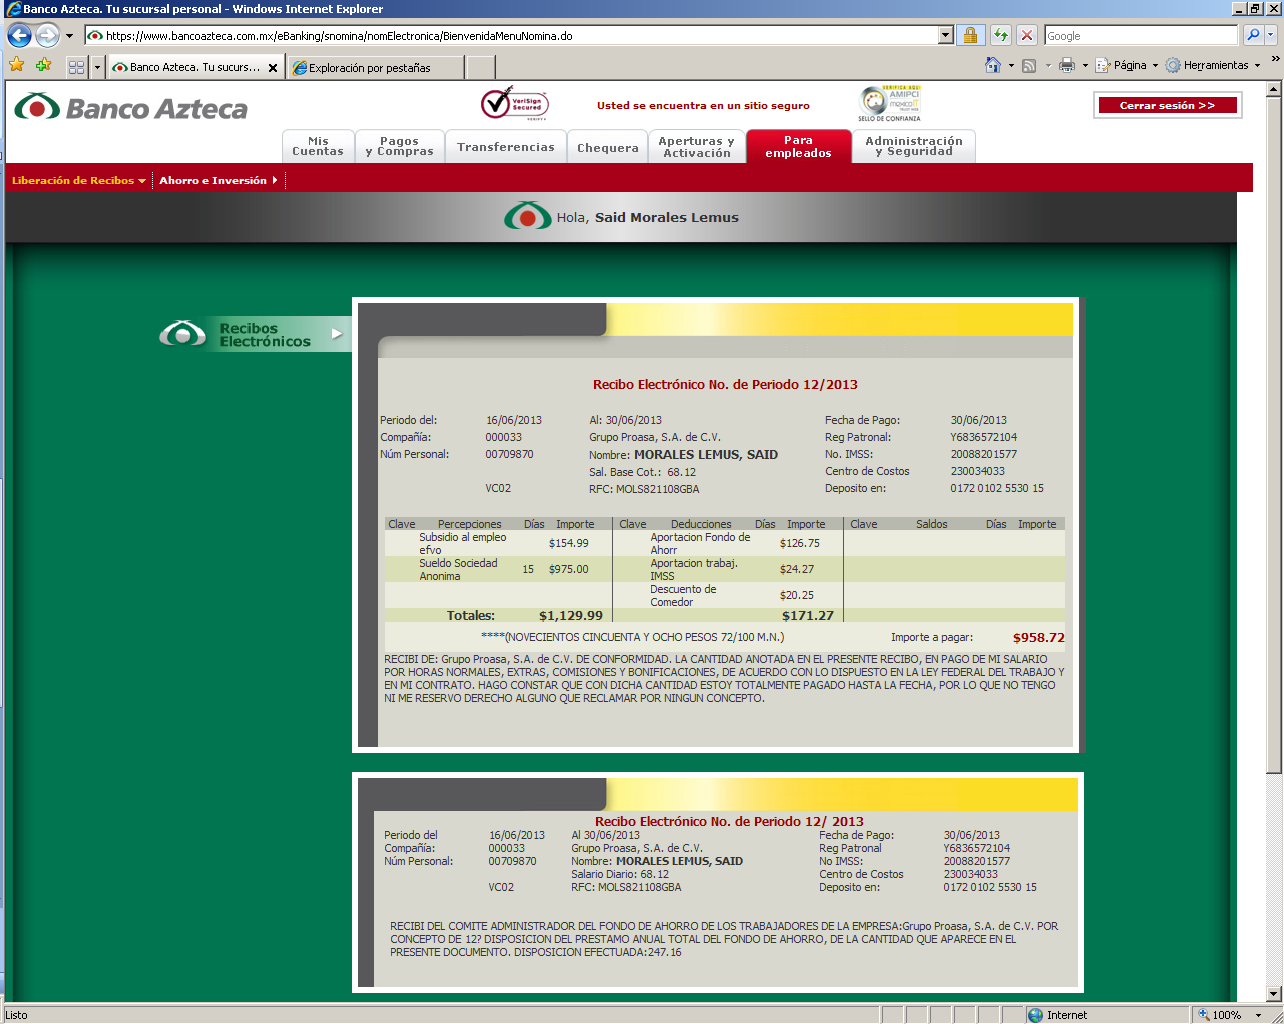 Banco Azteca. Tu sucursal personal - Windows Internet Explorer
https://www.bancoazteca.com.mx/eBanking/snomina/nomElectronica/BienvenidaMenuNomina.do
Google
Banco Azteca. Tu sucurs...
Exploración por pestañas
Página
Herramientas
Banco Azteca
VeriSign Secured
VERIFY
Usted se encuentra en un sitio seguro
VERIFICA AQUI
AMIPCI
MEXICO IT
SELLO DE CONFIANZA
Cerrar sesión >>
Mis Cuentas
Pagos y Compras
Transferencias
Chequera
Aperturas y Activación
Para empleados
Administración y Seguridad
Liberación de Recibos
Ahorro e Inversión
Hola, Said Morales Lemus
Recibos
Electrónicos
Recibo Electrónico No. de Periodo 12/2013
Periodo del: 16/06/2013 Al: 30/06/2013 Fecha de Pago: 30/06/2013
Compañía: 000033 Grupo Proasa, S.A. de C.V. Reg Patronal: Y6836572104
Núm Personal: 00709870 Nombre: MORALES LEMUS, SAID No. IMSS: 20088201577
Sal. Base Cot.: 68.12 Centro de Costos 230034033
VC02 RFC: MOLS821108GBA Deposito en: 0172 0102 5530 15
Clave Percepciones Días Importe Clave Deducciones Días Importe Clave Saldos Días Importe
Subsidio al empleo efvo $154.99 Aportacion Fondo de Ahorr $126.75
Sueldo Sociedad Anonima 15 $975.00 Aportacion trabaj. IMSS $24.27
Descuento de Comedor $20.25
Totales: $1,129.99 $171.27
****(NOVECIENTOS CINCUENTA Y OCHO PESOS 72/100 M.N.) Importe a pagar: $958.72
RECIBI DE: Grupo Proasa, S.A. de C.V. DE CONFORMIDAD. LA CANTIDAD ANOTADA EN EL PRESENTE RECIBO, EN PAGO DE MI SALARIO
POR HORAS NORMALES, EXTRAS, COMISIONES Y BONIFICACIONES, DE ACUERDO CON LO DISPUESTO EN LA LEY FEDERAL DEL TRABAJO Y
EN MI CONTRATO. HAGO CONSTAR QUE CON DICHA CANTIDAD ESTOY TOTALMENTE PAGADO HASTA LA FECHA, POR LO QUE NO TENGO
NI ME RESERVO DERECHO ALGUNO QUE RECLAMAR POR NINGUN CONCEPTO.
Recibo Electrónico No. de Periodo 12/ 2013
Periodo del 16/06/2013 Al 30/06/2013 Fecha de Pago: 30/06/2013
Compañía: 000033 Grupo Proasa, S.A. de C.V. Reg Patronal Y6836572104
Núm Personal: 00709870 Nombre: MORALES LEMUS, SAID No IMSS: 20088201577
Salario Diario: 68.12 Centro de Costos 230034033
VC02 RFC: MOLS821108GBA Deposito en: 0172 0102 5530 15
RECIBI DEL COMITE ADMINISTRADOR DEL FONDO DE AHORRO DE LOS TRABAJADORES DE LA EMPRESA:Grupo Proasa, S.A. de C.V. POR
CONCEPTO DE 12? DISPOSICION DEL PRESTAMO ANUAL TOTAL DEL FONDO DE AHORRO, DE LA CANTIDAD QUE APARECE EN EL
PRESENTE DOCUMENTO. DISPOSICION EFECTUADA:247.16
Listo
Internet
100%